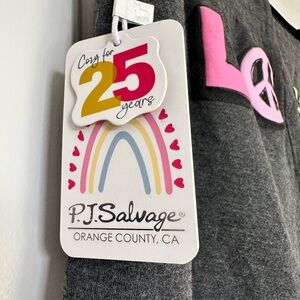 Cozy for
25
years
P.J.Salvage®
ORANGE COUNTY, CA
L